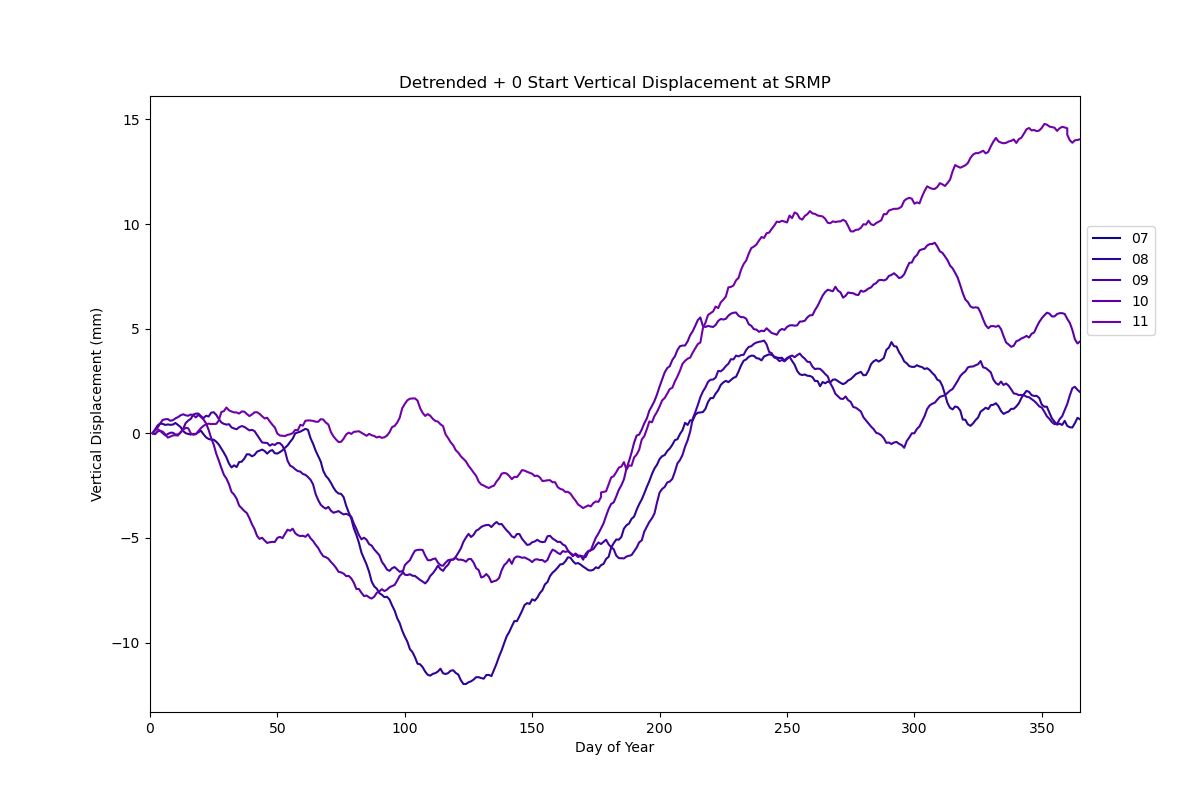 Detrended + 0 Start Vertical Displacement at SRMP
15
10
5
0
−5
−10
Vertical Displacement (mm)
0 50 100 150 200 250 300 350
Day of Year
07
08
09
10
11